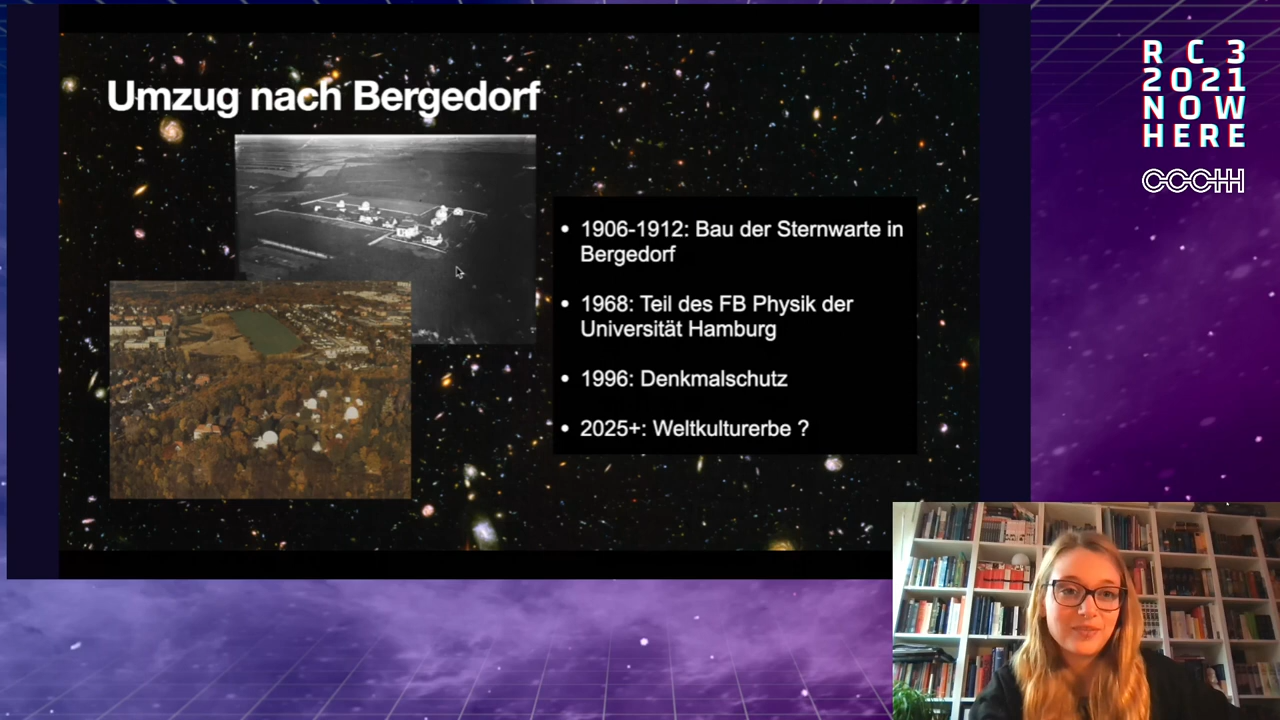 Umzug nach Bergedorf
• 1906-1912: Bau der Sternwarte in
Bergedorf
• 1968: Teil des FB Physik der
Universität Hamburg
• 1996: Denkmalschutz
• 2025+: Weltkulturerbe ?
R C 3
2021
NOW
HERE
CCCHH